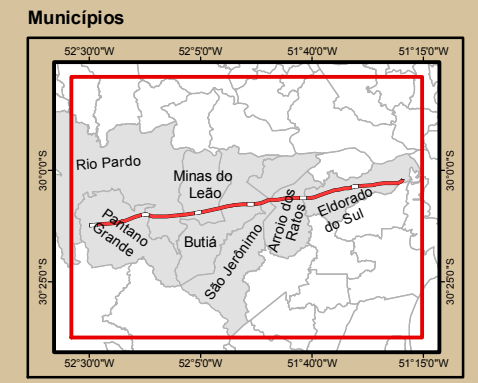 Municípios
52°30'0"W 52°5'0"W 51°40'0"W 51°15'0"W
30°0'0"S
30°0'0"S
Rio Pardo
Minas do
Leão
Eldorado
do Sul
Arroio dos
Ratos
Pantano
Grande
Butiá
São Jerônimo
30°25'0"S
30°25'0"S
52°30'0"W 52°5'0"W 51°40'0"W 51°15'0"W